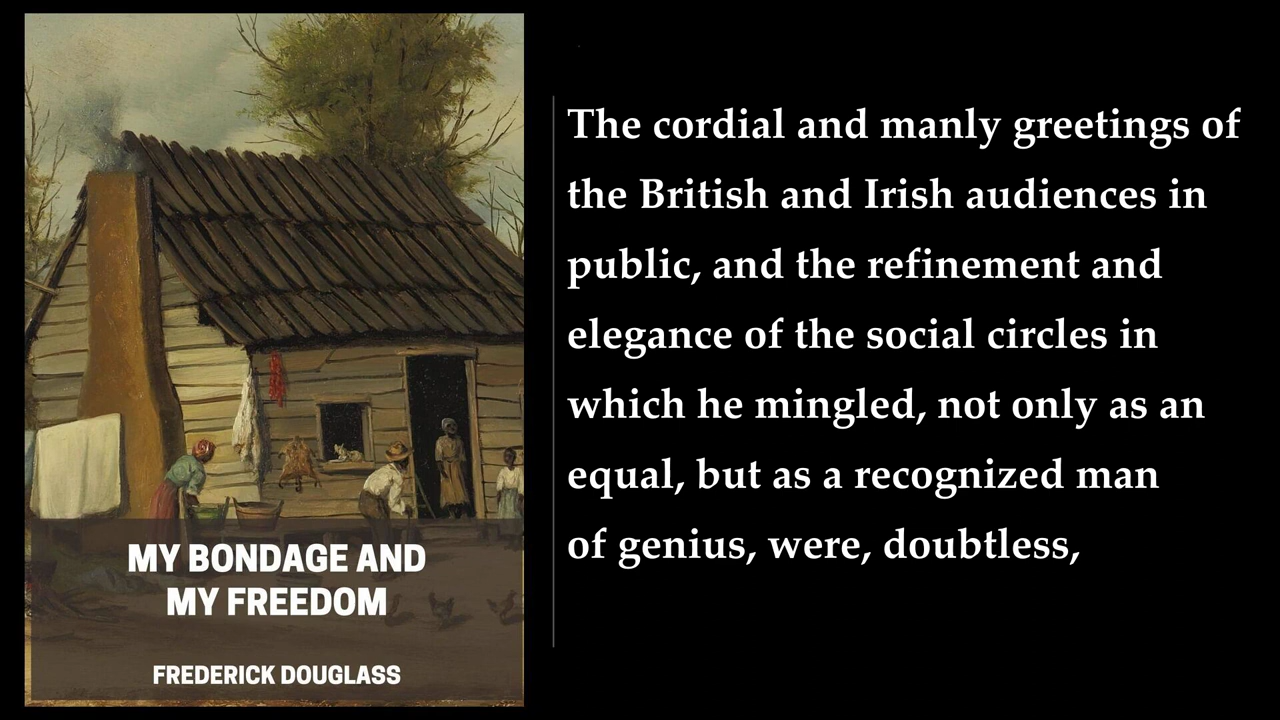 MY BONDAGE AND
MY FREEDOM
FREDERICK DOUGLASS
The cordial and manly greetings of
the British and Irish audiences in
public, and the refinement and
elegance of the social circles in
which he mingled, not only as an
equal, but as a recognized man
of genius, were, doubtless,